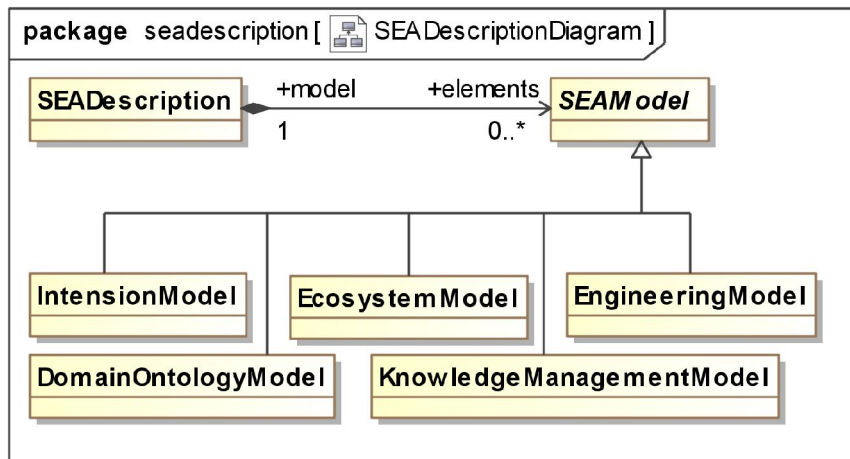 package seadescription [ SEADescriptionDiagram ]
SEADescription +model +elements SEAModel
1 0..*
IntensionModel EcosystemModel EngineeringModel
DomainOntologyModel KnowledgeManagementModel